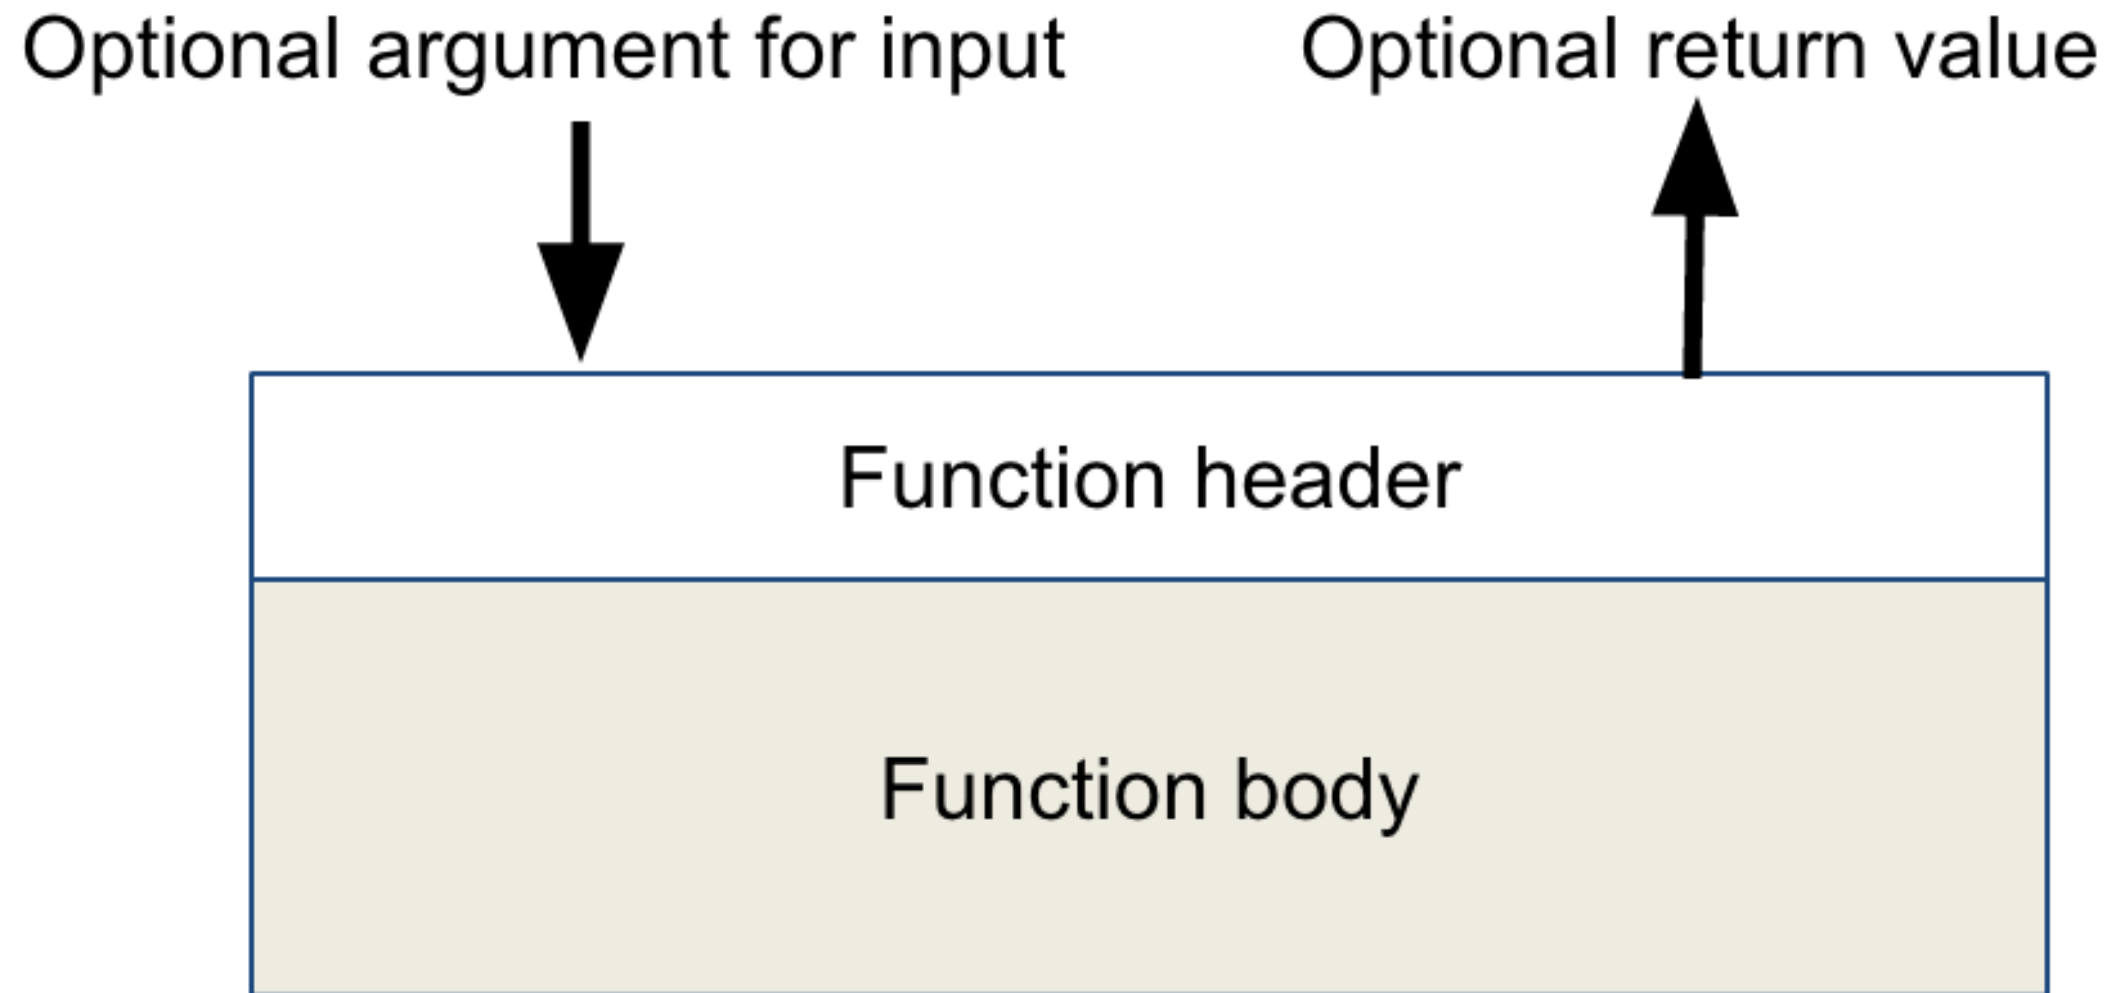 Optional argument for input
Optional return value
Function header
Function body